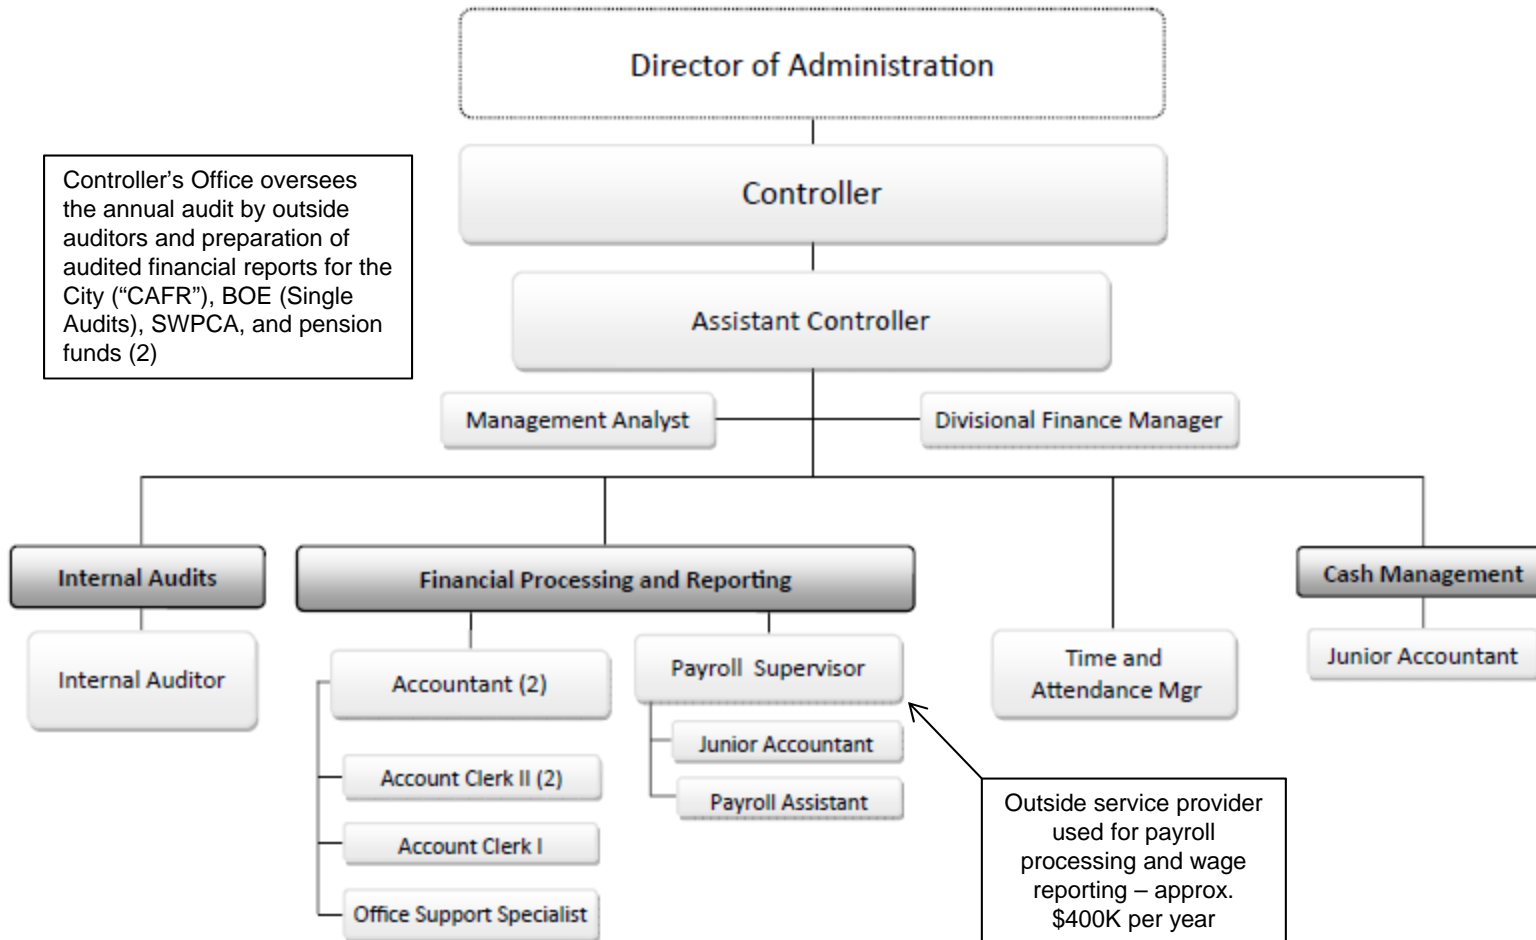 Director of Administration
Controller’s Office oversees
the annual audit by outside
auditors and preparation of
audited financial reports for the
City (“CAFR”), BOE (Single
Audits), SWPCA, and pension
funds (2)
Controller
Assistant Controller
Management Analyst
Divisional Finance Manager
Internal Audits
Internal Auditor
Financial Processing and Reporting
Accountant (2)
Account Clerk II (2)
Account Clerk I
Office Support Specialist
Payroll Supervisor
Junior Accountant
Payroll Assistant
Time and
Attendance Mgr
Cash Management
Junior Accountant
Outside service provider
used for payroll
processing and wage
reporting – approx.
$400K per year